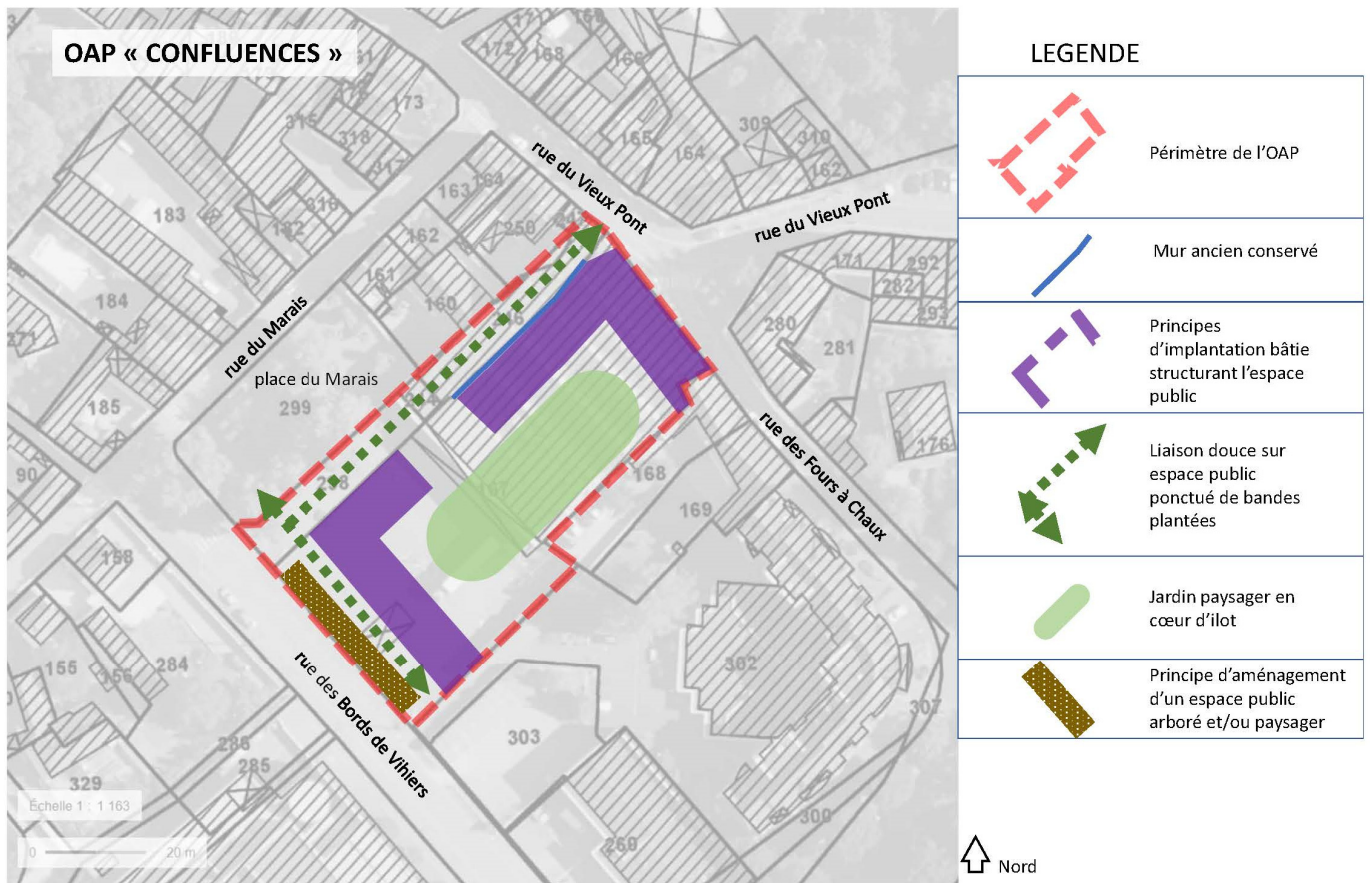 OAP « CONFLUENCES »
LEGENDE
Périmètre de l'OAP
Mur ancien conservé
Principes
d'implantation bâtie
structurant l'espace
public
Liaison douce sur
espace public
ponctué de bandes
plantées
Jardin paysager en
cœur d'ilot
Principe d'aménagement
d'un espace public
arboré et/ou paysager
Nord
rue du Vieux Pont
rue du Vieux Pont
rue du Marais
place du Marais
rue des Fours à Chaux
rue des Bords de Vihiers
172
168
173
315
318
316
182
183
184
185
90
165
164
309
310
162
163
164
250
162
161
160
299
298
171
292
282
293
280
281
176
168
169
158
155
156
284
286
285
329
303
302
307
300
260
Échelle 1 : 1 163
0
20 m